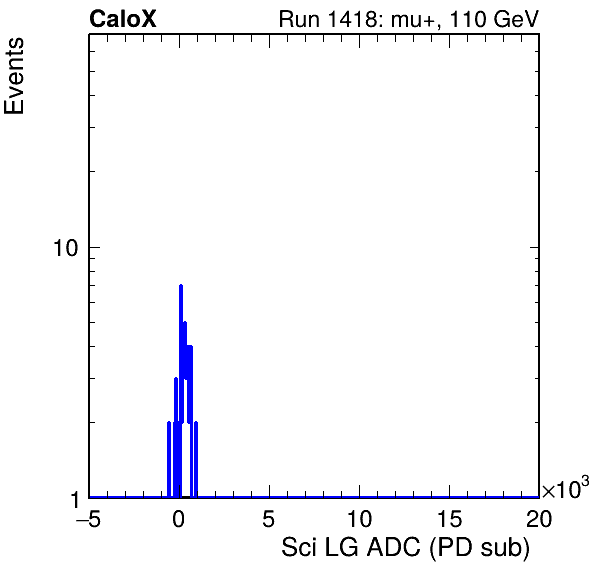 CaloX Run 1418: mu+, 110 GeV
Events
10
1
−5 0 5 10 15 20
×10³
Sci LG ADC (PD sub)